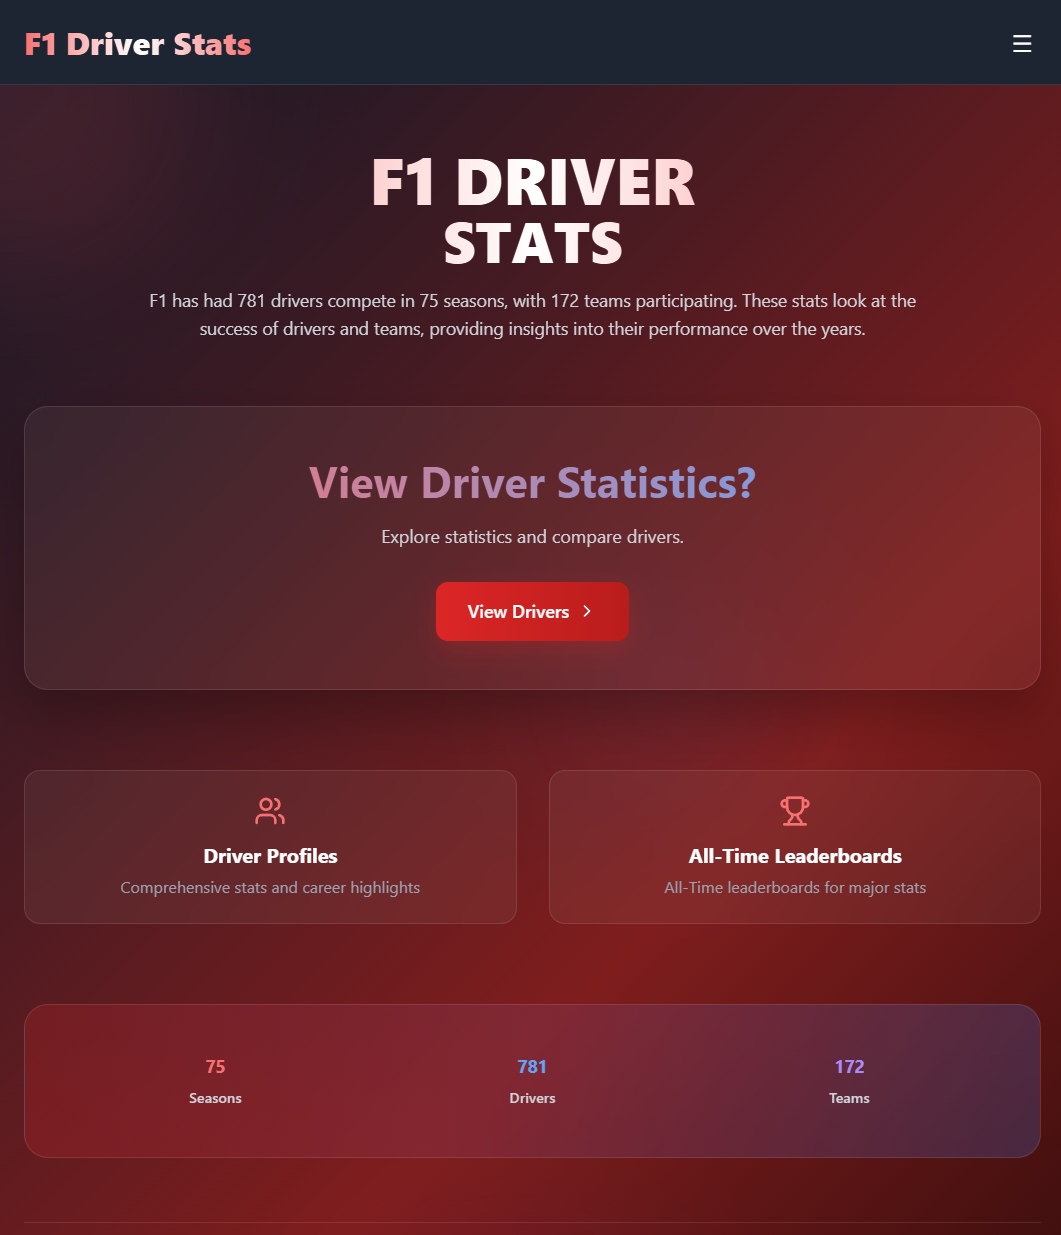 F1 Driver Stats
F1 DRIVER
STATS
F1 has had 781 drivers compete in 75 seasons, with 172 teams participating. These stats look at the
success of drivers and teams, providing insights into their performance over the years.
View Driver Statistics?
Explore statistics and compare drivers.
View Drivers
Driver Profiles
Comprehensive stats and career highlights
All-Time Leaderboards
All-Time leaderboards for major stats
75
Seasons
781
Drivers
172
Teams